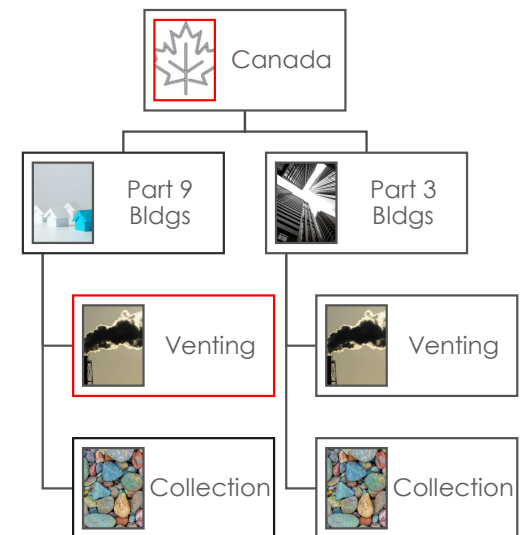 Canada
Part 9
Bldgs
Part 3
Bldgs
Venting
Venting
Collection
Collection